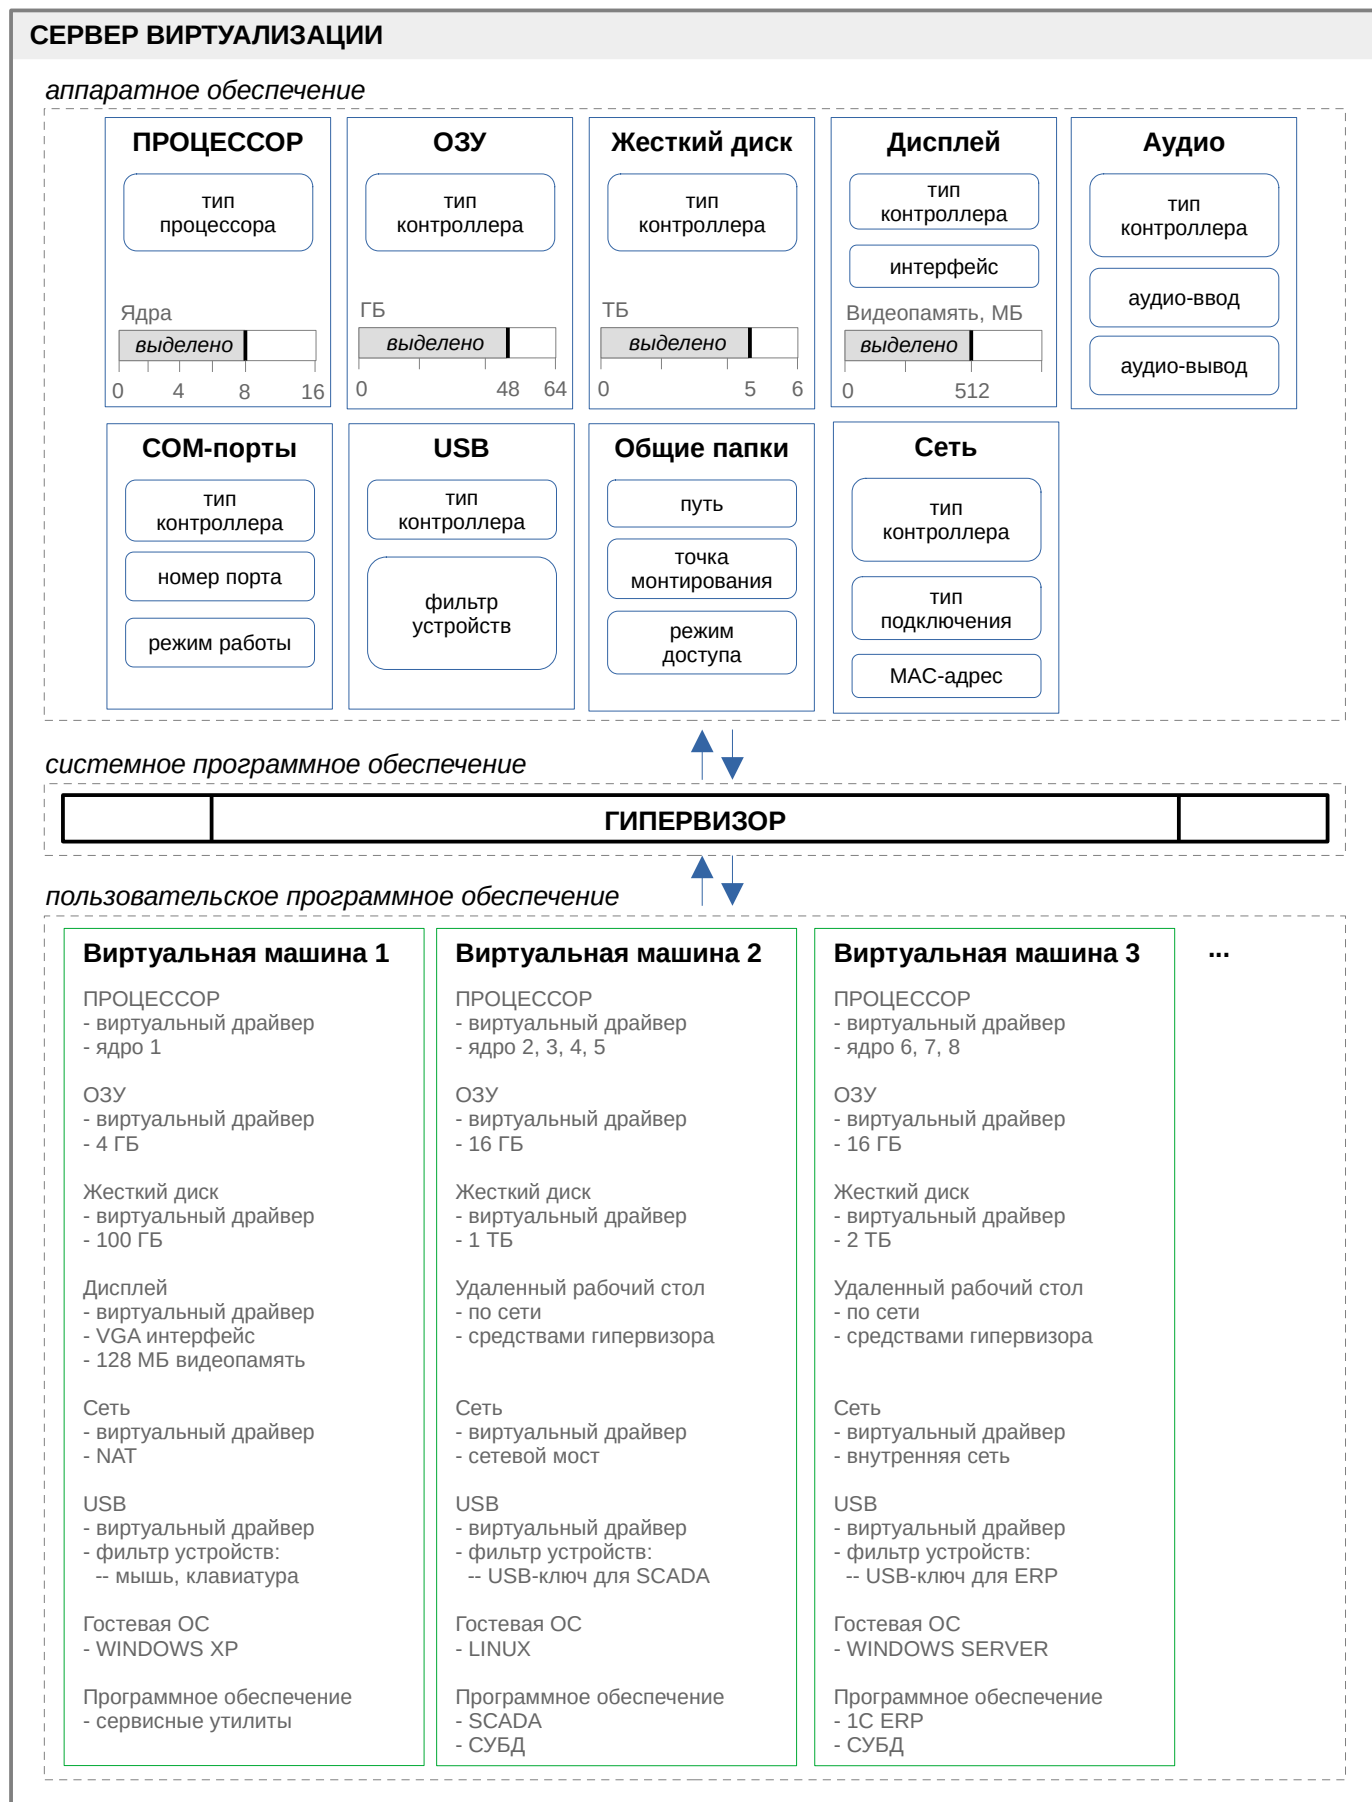 СЕРВЕР ВИРТУАЛИЗАЦИИ
аппаратное обеспечение
ПРОЦЕССОР
тип
процессора
Ядра
выделено
0 4 8 16
ОЗУ
тип
контроллера
ГБ
выделено
0 48 64
Жесткий диск
тип
контроллера
ТБ
выделено
0 5 6
Дисплей
тип
контроллера
интерфейс
Видеопамять, МБ
выделено
0 512
Аудио
тип
контроллера
аудио-ввод
аудио-вывод
COM-порты
тип
контроллера
номер порта
режим работы
USB
тип
контроллера
фильтр
устройств
Общие папки
путь
точка
монтирования
режим
доступа
Сеть
тип
контроллера
тип
подключения
MAC-адрес
системное программное обеспечение
ГИПЕРВИЗОР
пользовательское программное обеспечение
Виртуальная машина 1
ПРОЦЕССОР
- виртуальный драйвер
- ядро 1
ОЗУ
- виртуальный драйвер
- 4 ГБ
Жесткий диск
- виртуальный драйвер
- 100 ГБ
Дисплей
- виртуальный драйвер
- VGA интерфейс
- 128 МБ видеопамять
Сеть
- виртуальный драйвер
- NAT
USB
- виртуальный драйвер
- фильтр устройств:
-- мышь, клавиатура
Гостевая ОС
- WINDOWS XP
Программное обеспечение
- сервисные утилиты
Виртуальная машина 2
ПРОЦЕССОР
- виртуальный драйвер
- ядро 2, 3, 4, 5
ОЗУ
- виртуальный драйвер
- 16 ГБ
Жесткий диск
- виртуальный драйвер
- 1 ТБ
Удаленный рабочий стол
- по сети
- средствами гипервизора
Сеть
- виртуальный драйвер
- сетевой мост
USB
- виртуальный драйвер
- фильтр устройств:
-- USB-ключ для SCADA
Гостевая ОС
- LINUX
Программное обеспечение
- SCADA
- СУБД
Виртуальная машина 3
ПРОЦЕССОР
- виртуальный драйвер
- ядро 6, 7, 8
ОЗУ
- виртуальный драйвер
- 16 ГБ
Жесткий диск
- виртуальный драйвер
- 2 ТБ
Удаленный рабочий стол
- по сети
- средствами гипервизора
Сеть
- виртуальный драйвер
- внутренняя сеть
USB
- виртуальный драйвер
- фильтр устройств:
-- USB-ключ для ERP
Гостевая ОС
- WINDOWS SERVER
Программное обеспечение
- 1С ERP
- СУБД
...